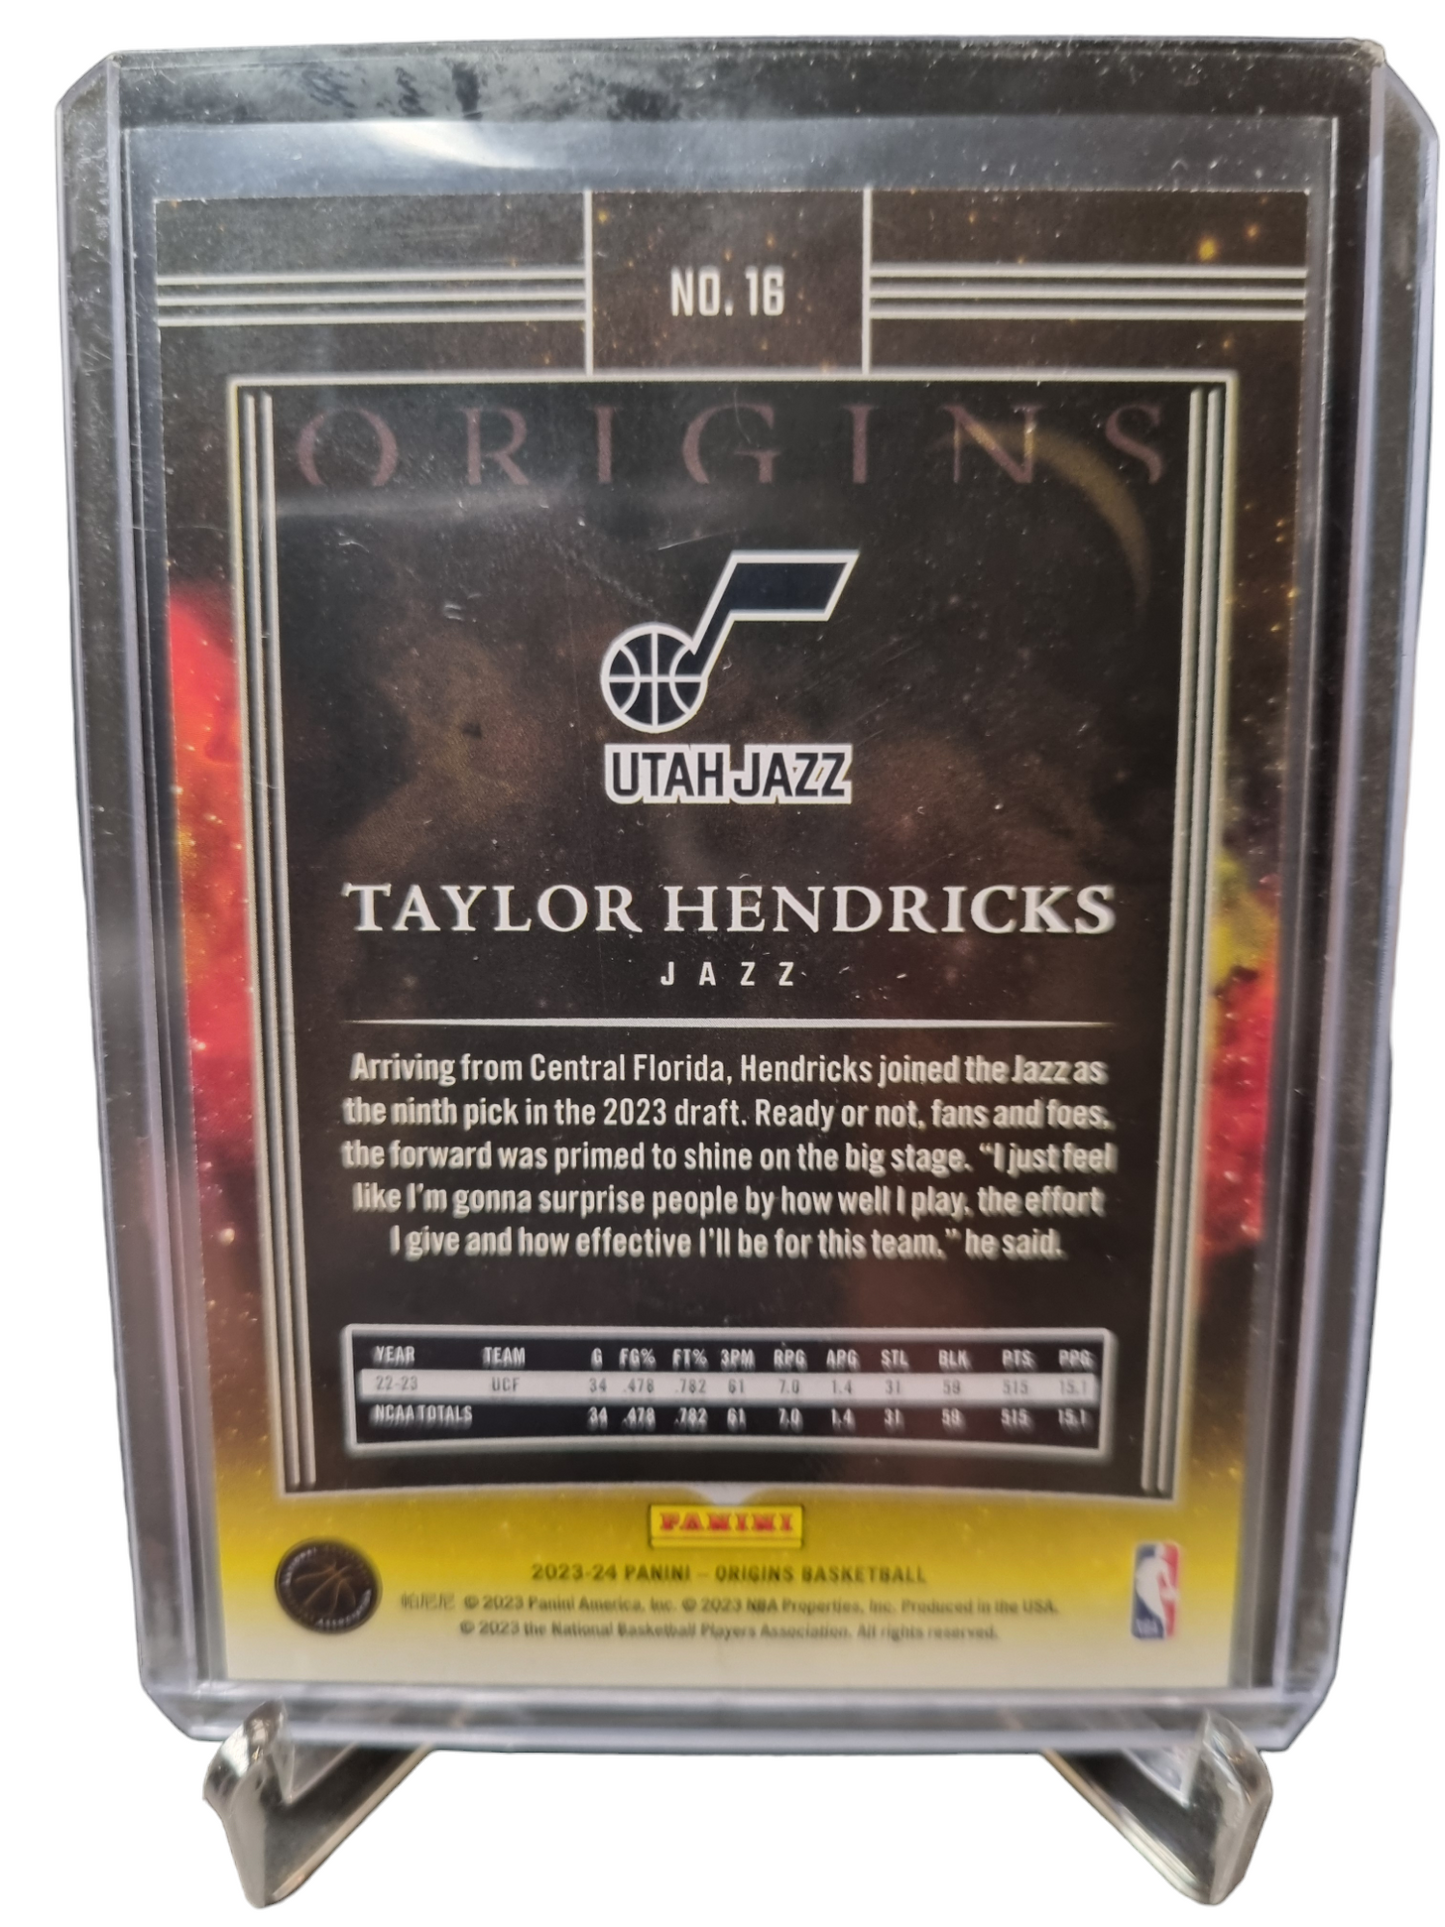 NO. 16
ORIGINS
UTAH JAZZ
TAYLOR HENDRICKS
JAZZ
Arriving from Central Florida, Hendricks joined the Jazz as
the ninth pick in the 2023 draft. Ready or not, fans and foes,
the forward was primed to shine on the big stage. “I just feel
like I’m gonna surprise people by how well I play, the effort
I give and how effective I’ll be for this team,” he said.
YEAR TEAM G FG% FT% 3PM RPG APG STL BLK PTS PPG
22-23 UCF 34 .478 .782 61 7.0 1.4 31 59 515 15.1
NCAA TOTALS 34 .478 .782 61 7.0 1.4 31 59 515 15.1
PANINI
2023-24 PANINI – ORIGINS BASKETBALL
© 2023 Panini America, Inc. © 2023 NBA Properties, Inc. Produced in the USA.
© 2023 the National Basketball Players Association. All rights reserved.
NBA